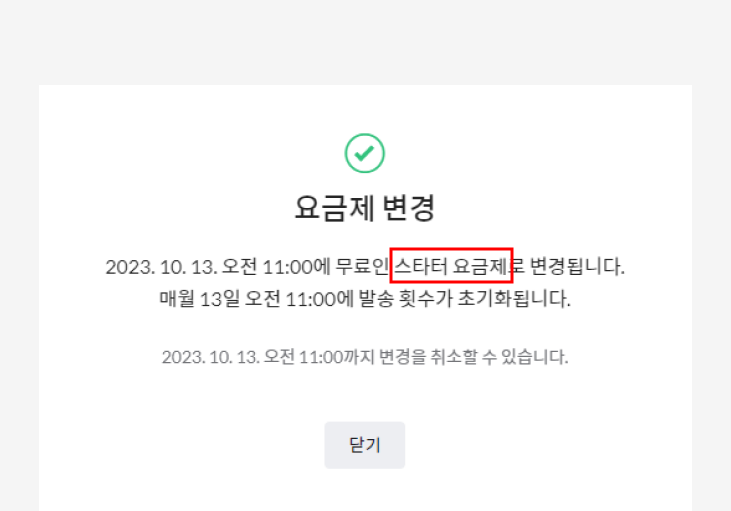 요금제 변경
2023. 10. 13. 오전 11:00에 무료인 스타터 요금제로 변경됩니다.
매월 13일 오전 11:00에 발송 횟수가 초기화됩니다.
2023. 10. 13. 오전 11:00까지 변경을 취소할 수 있습니다.
닫기